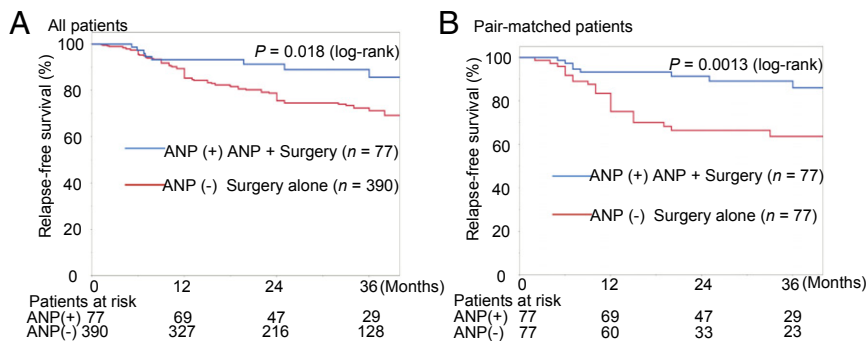 A All patients
Relapse-free survival (%)
100
80
60
40
20
0
P = 0.018 (log-rank)
ANP (+) ANP + Surgery (n = 77)
ANP (-) Surgery alone (n = 390)
0 12 24 36 (Months)
Patients at risk
ANP(+) 77 69 47 29
ANP(-) 390 327 216 128
B Pair-matched patients
Relapse-free survival (%)
100
80
60
40
20
0
P = 0.0013 (log-rank)
ANP (+) ANP + Surgery (n = 77)
ANP (-) Surgery alone (n = 77)
0 12 24 36 (Months)
Patients at risk
ANP(+) 77 69 47 29
ANP(-) 77 60 33 23